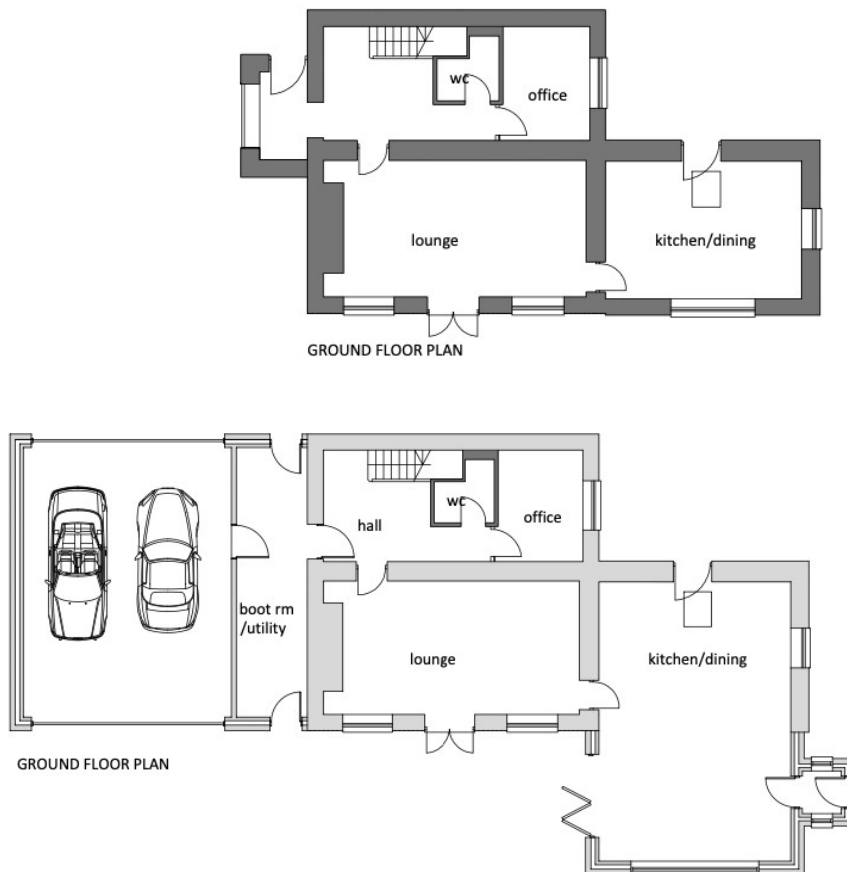 wc
office
lounge
kitchen/dining
GROUND FLOOR PLAN
wc
hall
office
boot rm
/utility
lounge
kitchen/dining
GROUND FLOOR PLAN